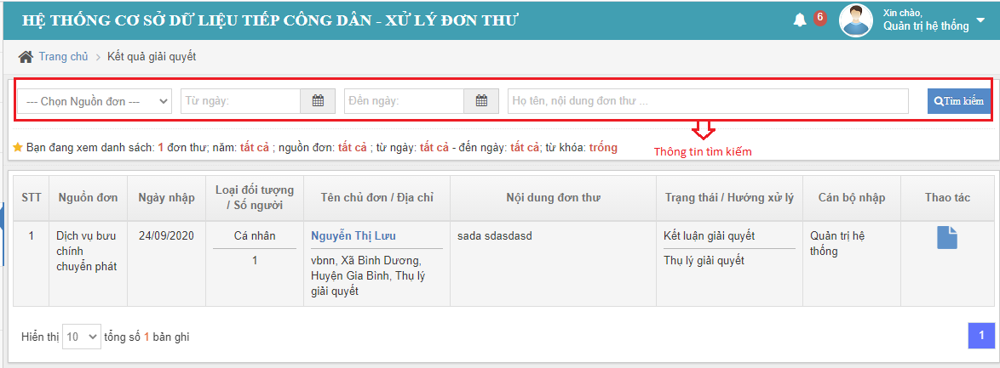 HỆ THỐNG CƠ SỞ DỮ LIỆU TIẾP CÔNG DÂN - XỬ LÝ ĐƠN THƯ
6
Xin chào,
Quản trị hệ thống
Trang chủ > Kết quả giải quyết
--- Chọn Nguồn đơn ---
Từ ngày:
Đến ngày:
Họ tên, nội dung đơn thư ...
Tìm kiếm
Bạn đang xem danh sách: 1 đơn thư; năm: tất cả ; nguồn đơn: tất cả ; từ ngày: tất cả - đến ngày: tất cả; từ khóa: trống
Thông tin tìm kiếm
STT
Nguồn đơn
Ngày nhập
Loại đối tượng
/ Số người
Tên chủ đơn / Địa chỉ
Nội dung đơn thư
Trạng thái / Hướng xử lý
Cán bộ nhập
Thao tác
1
Dịch vụ bưu
chính
chuyển phát
24/09/2020
Cá nhân
1
Nguyễn Thị Lưu
vbnn, Xã Bình Dương,
Huyện Gia Bình, Thụ lý
giải quyết
sada sdasdasd
Kết luận giải quyết
Thụ lý giải quyết
Quản trị hệ
thống
Hiển thị 10 tổng số 1 bản ghi
1